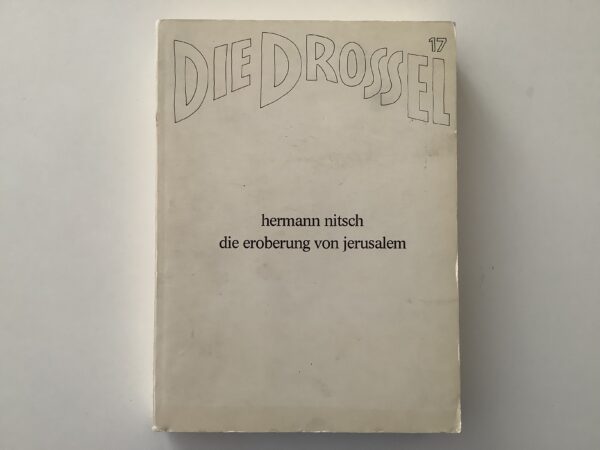 DIE DROSSEL
17
hermann nitsch
die eroberung von jerusalem